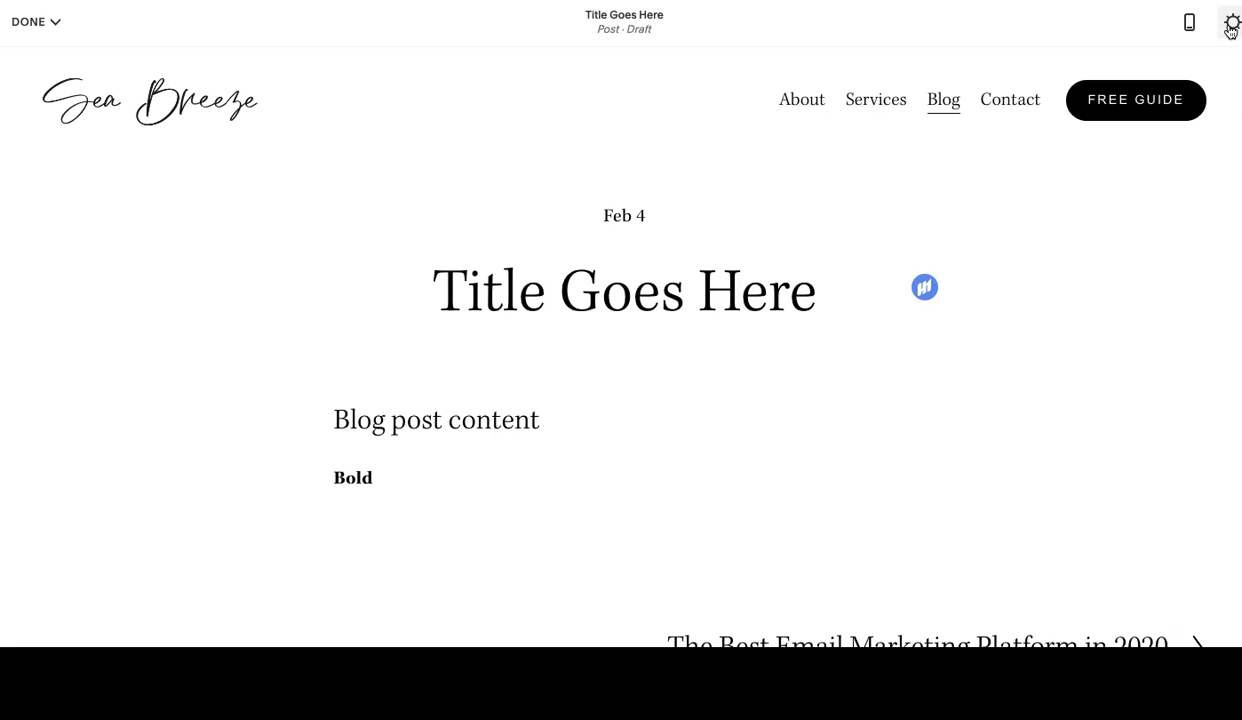 DONE
Title Goes Here
Post · Draft
Sea Breeze
About Services Blog Contact FREE GUIDE
Feb 4
Title Goes Here
Blog post content
Bold
The Best Email Marketing Platform in 2020